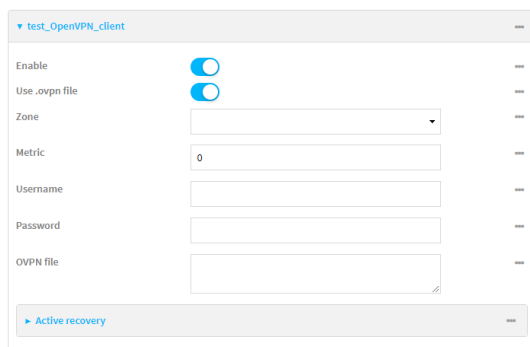 test_OpenVPN_client
Enable
Use .ovpn file
Zone
Metric
0
Username
Password
OVPN file
Active recovery